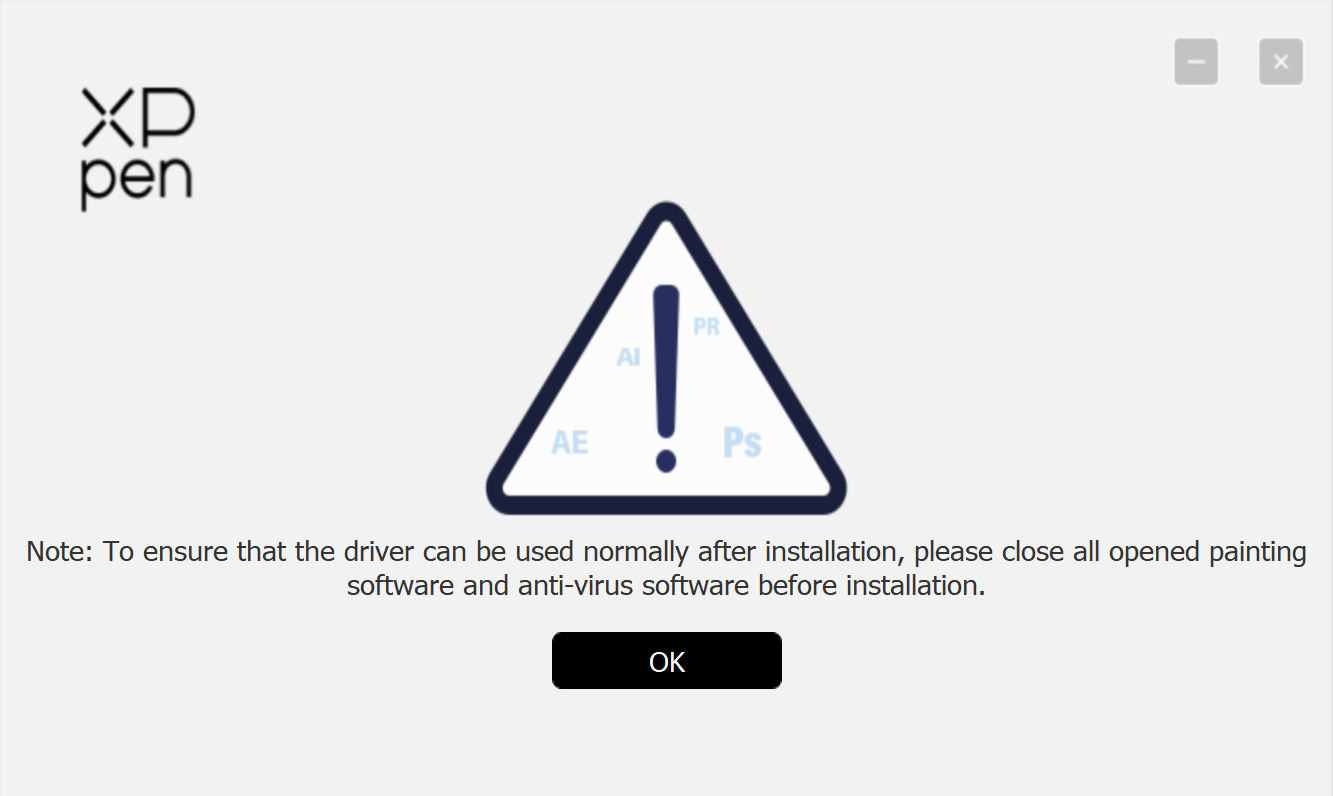 XP
pen
PR
AI
AE
Ps
Note: To ensure that the driver can be used normally after installation, please close all opened painting
software and anti-virus software before installation.
OK